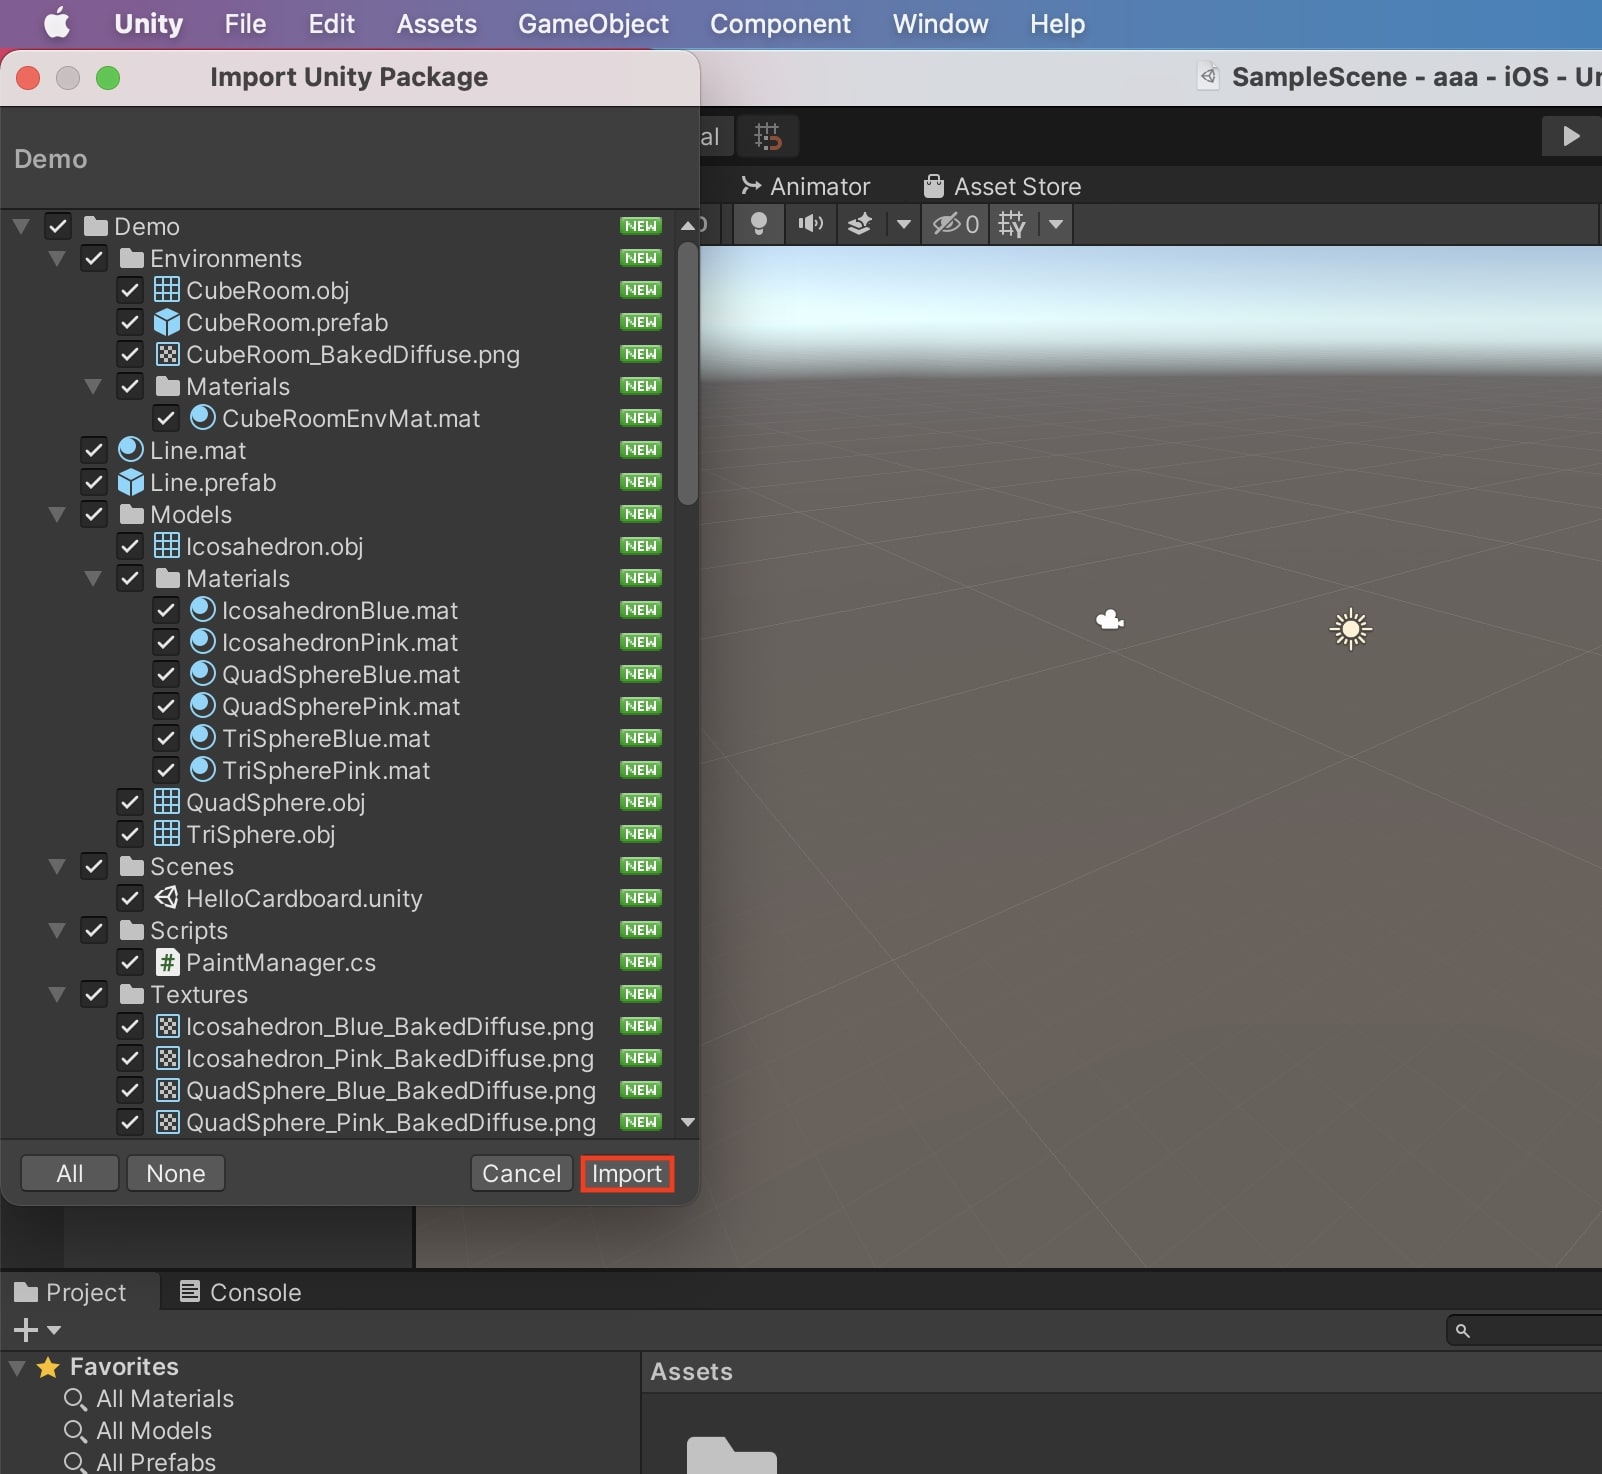 Unity File Edit Assets GameObject Component Window Help
Import Unity Package
SampleScene - aaa - iOS - Un
Demo
al
Animator Asset Store
0
Demo NEW
Environments NEW
CubeRoom.obj NEW
CubeRoom.prefab NEW
CubeRoom_BakedDiffuse.png NEW
Materials NEW
CubeRoomEnvMat.mat NEW
Line.mat NEW
Line.prefab NEW
Models NEW
Icosahedron.obj NEW
Materials NEW
IcosahedronBlue.mat NEW
IcosahedronPink.mat NEW
QuadSphereBlue.mat NEW
QuadSpherePink.mat NEW
TriSphereBlue.mat NEW
TriSpherePink.mat NEW
QuadSphere.obj NEW
TriSphere.obj NEW
Scenes NEW
HelloCardboard.unity NEW
Scripts NEW
PaintManager.cs NEW
Textures NEW
Icosahedron_Blue_BakedDiffuse.png NEW
Icosahedron_Pink_BakedDiffuse.png NEW
QuadSphere_Blue_BakedDiffuse.png NEW
QuadSphere_Pink_BakedDiffuse.png NEW
All None Cancel Import
Project Console
Favorites
All Materials
All Models
All Prefabs
Assets